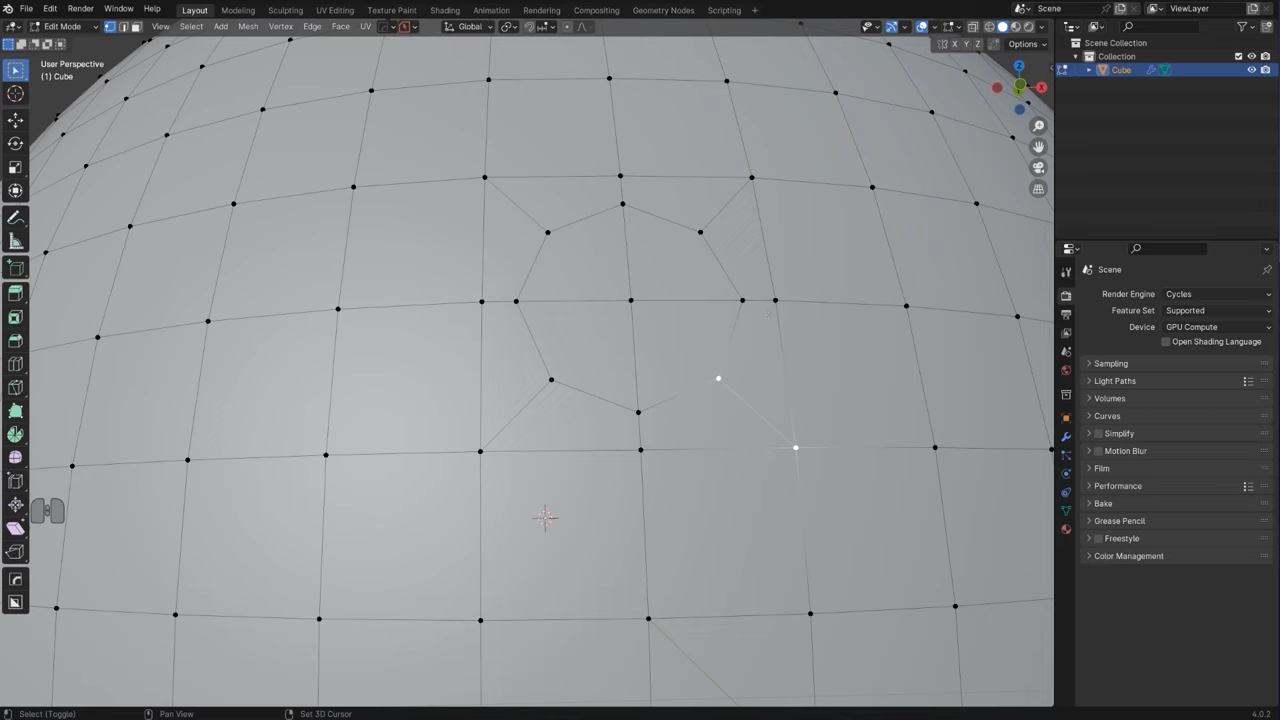 File Edit Render Window Help Layout Modeling Sculpting UV Editing Texture Paint Shading Animation Rendering Compositing Geometry Nodes Scripting + Scene ViewLayer
Edit Mode View Select Add Mesh Vertex Edge Face UV Global
X Y Z Options
User Perspective
(1) Cube
Z
X
Scene Collection
Collection
Cube
Scene
Render Engine Cycles
Feature Set Supported
Device GPU Compute
Open Shading Language
Sampling
Light Paths
Volumes
Curves
Simplify
Motion Blur
Film
Performance
Bake
Grease Pencil
Freestyle
Color Management
Select (Toggle) Pan View Set 3D Cursor 4.0.2